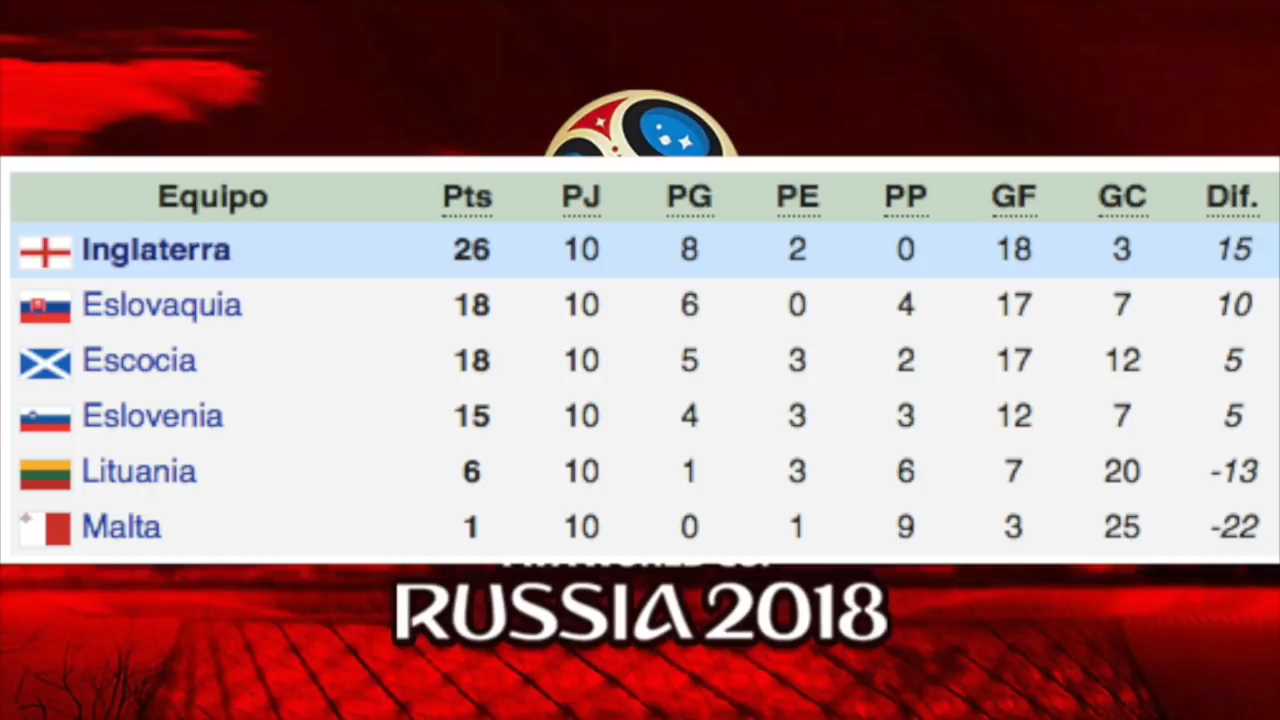 Equipo Pts PJ PG PE PP GF GC Dif.
Inglaterra 26 10 8 2 0 18 3 15
Eslovaquia 18 10 6 0 4 17 7 10
Escocia 18 10 5 3 2 17 12 5
Eslovenia 15 10 4 3 3 12 7 5
Lituania 6 10 1 3 6 7 20 -13
Malta 1 10 0 1 9 3 25 -22
RUSSIA 2018